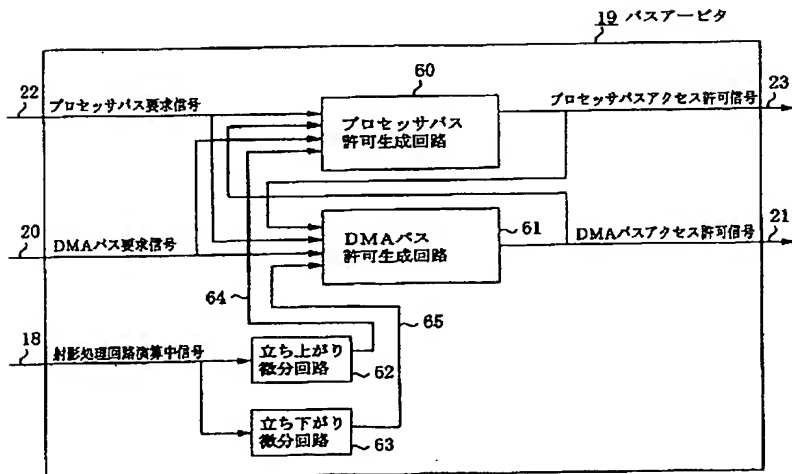 19 バスアービタ
22
プロセッサバス要求信号
60
プロセッサバス
許可生成回路
プロセッサバスアクセス許可信号
23
20
DMAバス要求信号
DMAバス
許可生成回路
61
DMAバスアクセス許可信号
21
64
65
18
射影処理回路演算中信号
立ち上がり
微分回路
62
立ち下がり
微分回路
63